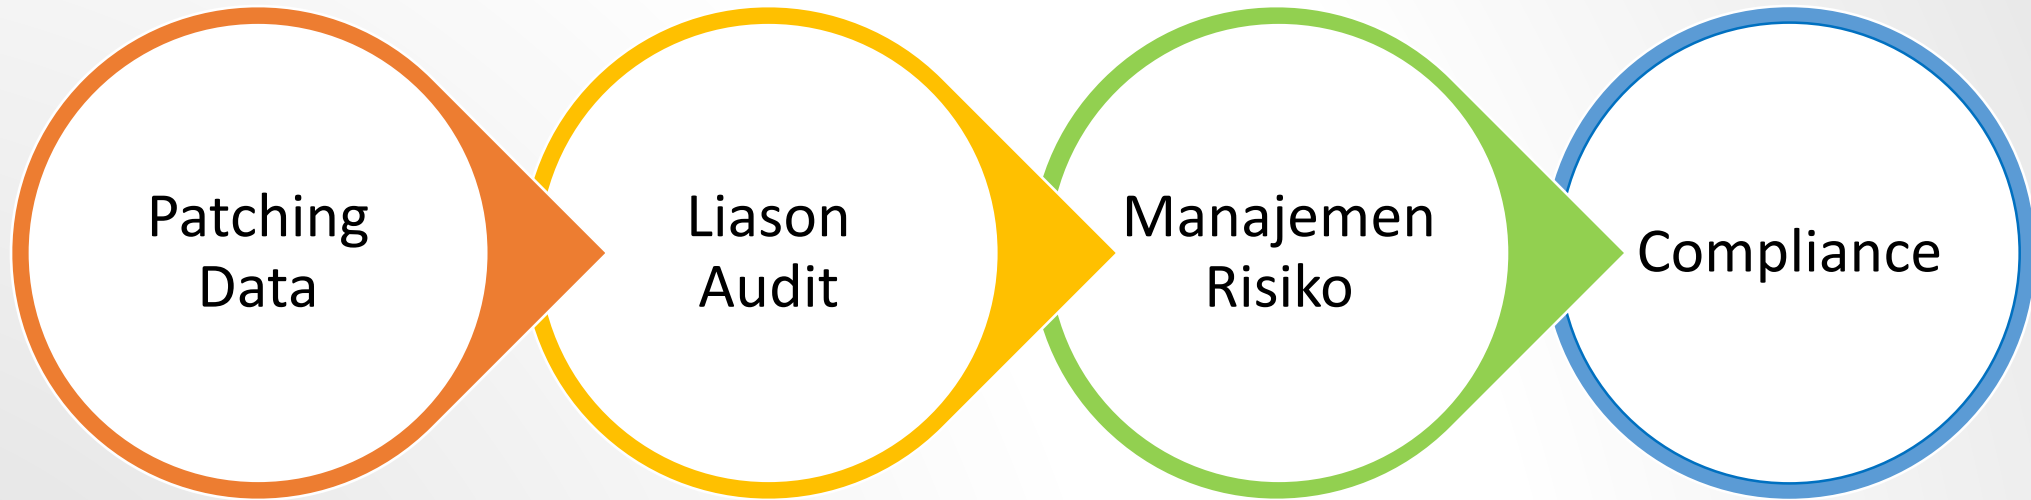 Patching
Data
Liason
Audit
Manajemen
Risiko
Compliance